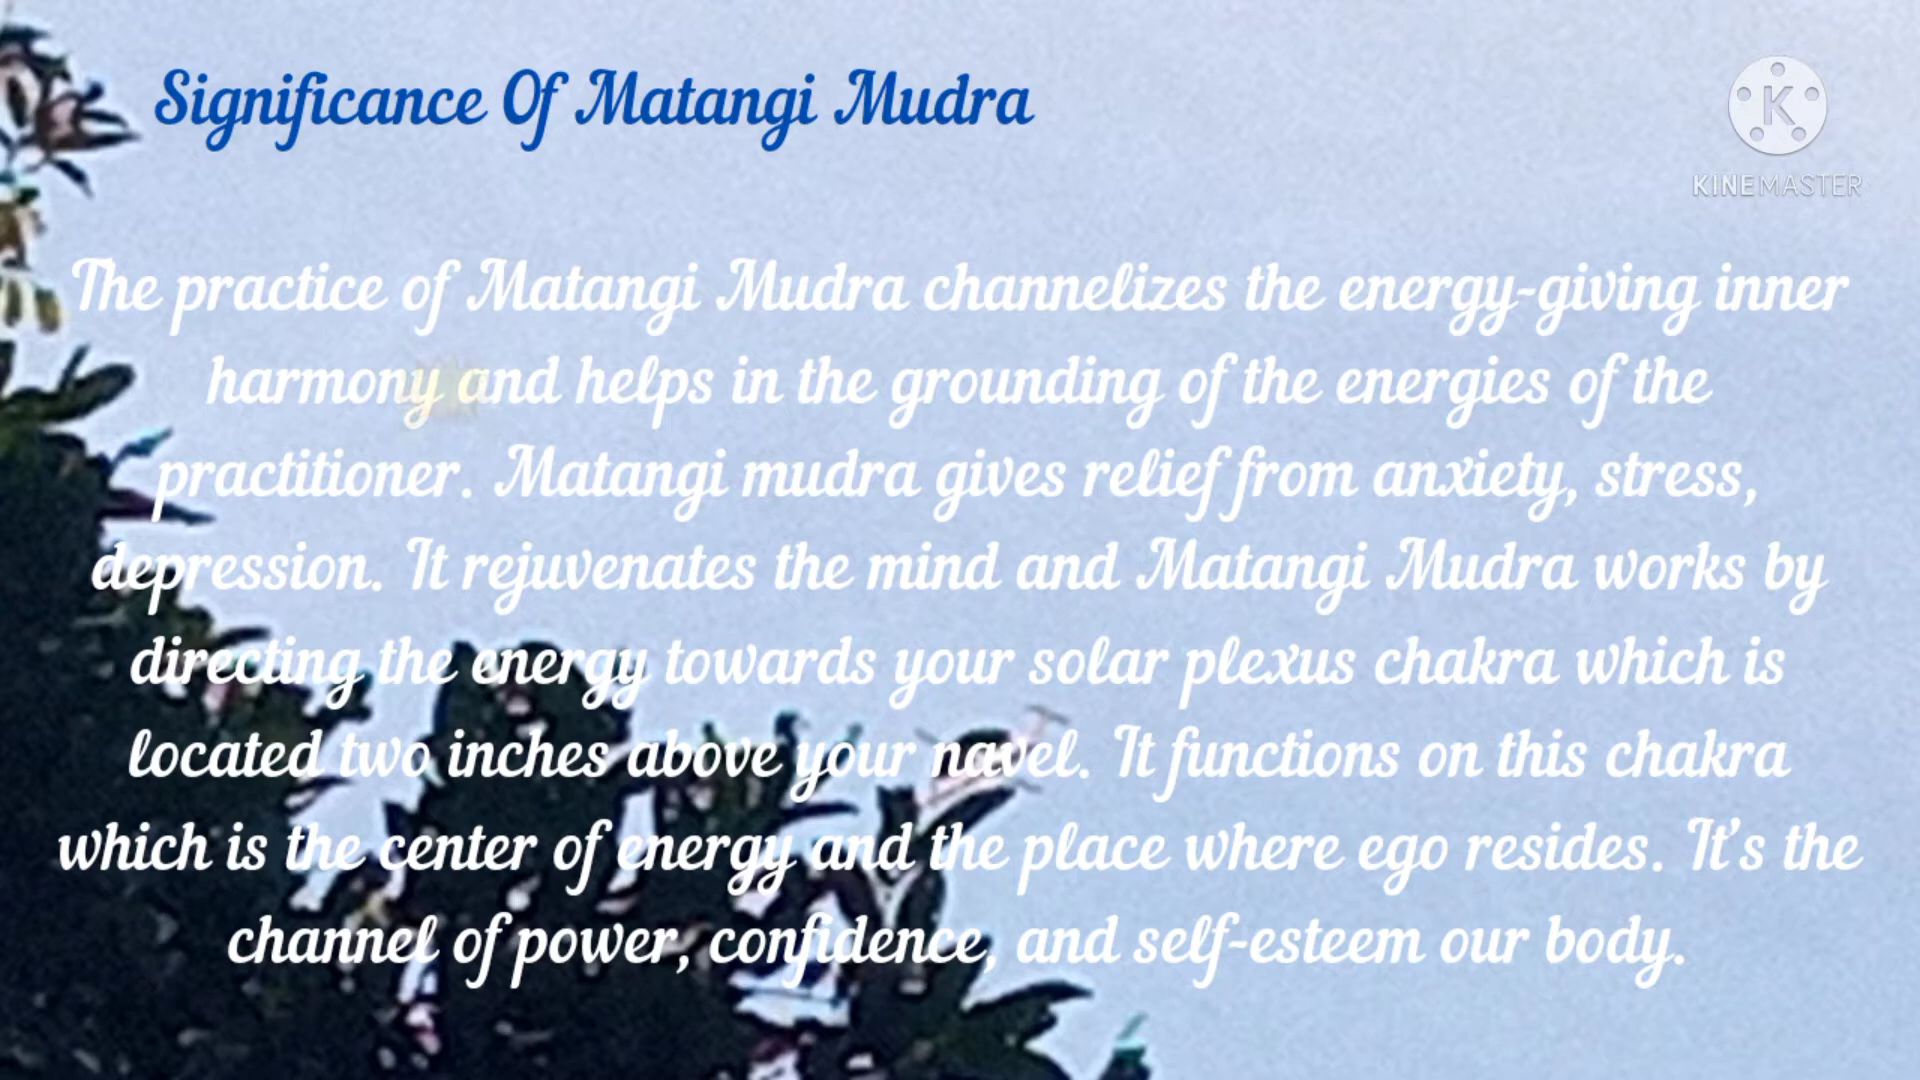 Significance Of Matangi Mudra
K
KINEMASTER
The practice of Matangi Mudra channelizes the energy-giving inner
harmony and helps in the grounding of the energies of the
practitioner. Matangi mudra gives relief from anxiety, stress,
depression. It rejuvenates the mind and Matangi Mudra works by
directing the energy towards your solar plexus chakra which is
located two inches above your navel. It functions on this chakra
which is the center of energy and the place where ego resides. It's the
channel of power, confidence, and self-esteem our body.